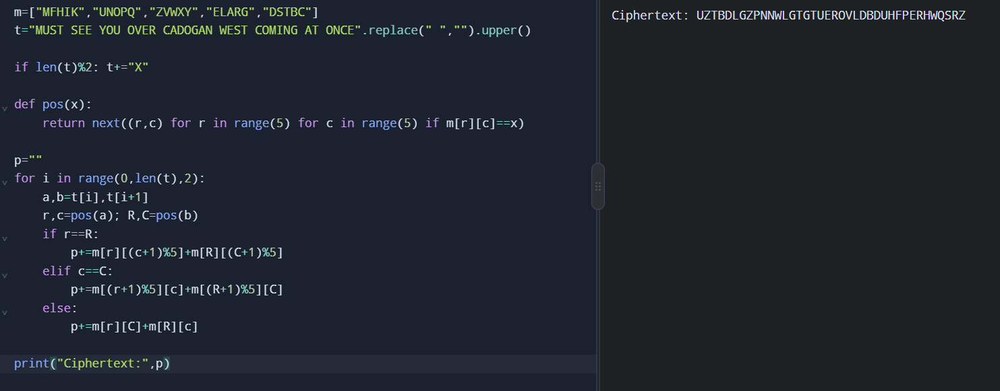 m=["MFHIK","UNOPQ","ZVWXY","ELARG","DSTBC"]
t="MUST SEE YOU OVER CADOGAN WEST COMING AT ONCE".replace(" ","").upper()
if len(t)%2: t+="X"
def pos(x):
    return next((r,c) for r in range(5) for c in range(5) if m[r][c]==x)
p=""
for i in range(0,len(t),2):
    a,b=t[i],t[i+1]
    r,c=pos(a); R,C=pos(b)
    if r==R:
        p+=m[r][(c+1)%5]+m[R][(C+1)%5]
    elif c==C:
        p+=m[(r+1)%5][c]+m[(R+1)%5][C]
    else:
        p+=m[r][C]+m[R][c]
print("Ciphertext:",p)
Ciphertext: UZTBDLGZPNNWLGTGTUEROVLDBDUHFPERHWQSRZ